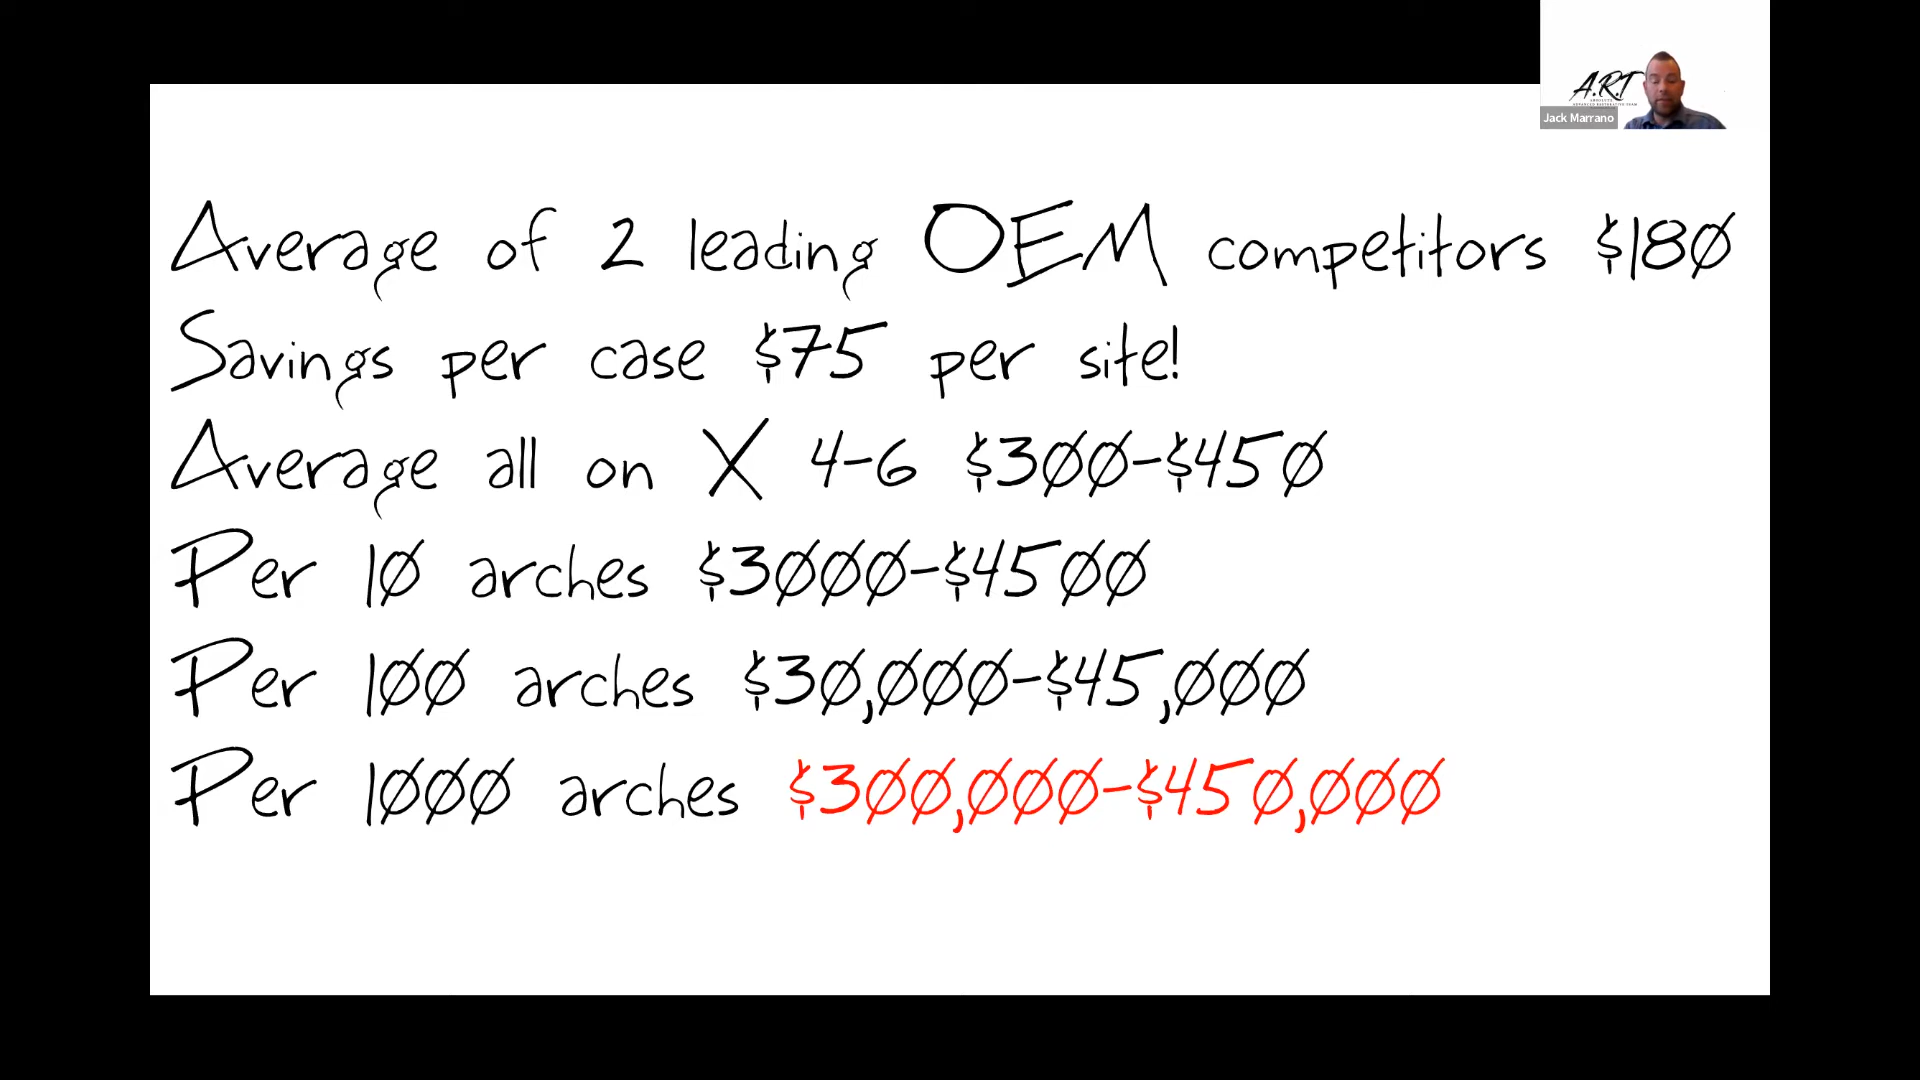 A.R.T
Jack Marrano
Average of 2 leading OEM competitors $180
Savings per case $75 per site!
Average all on X 4-6 $300-$450
Per 10 arches $3000-$4500
Per 100 arches $30,000-$45,000
Per 1000 arches $300,000-$450,000